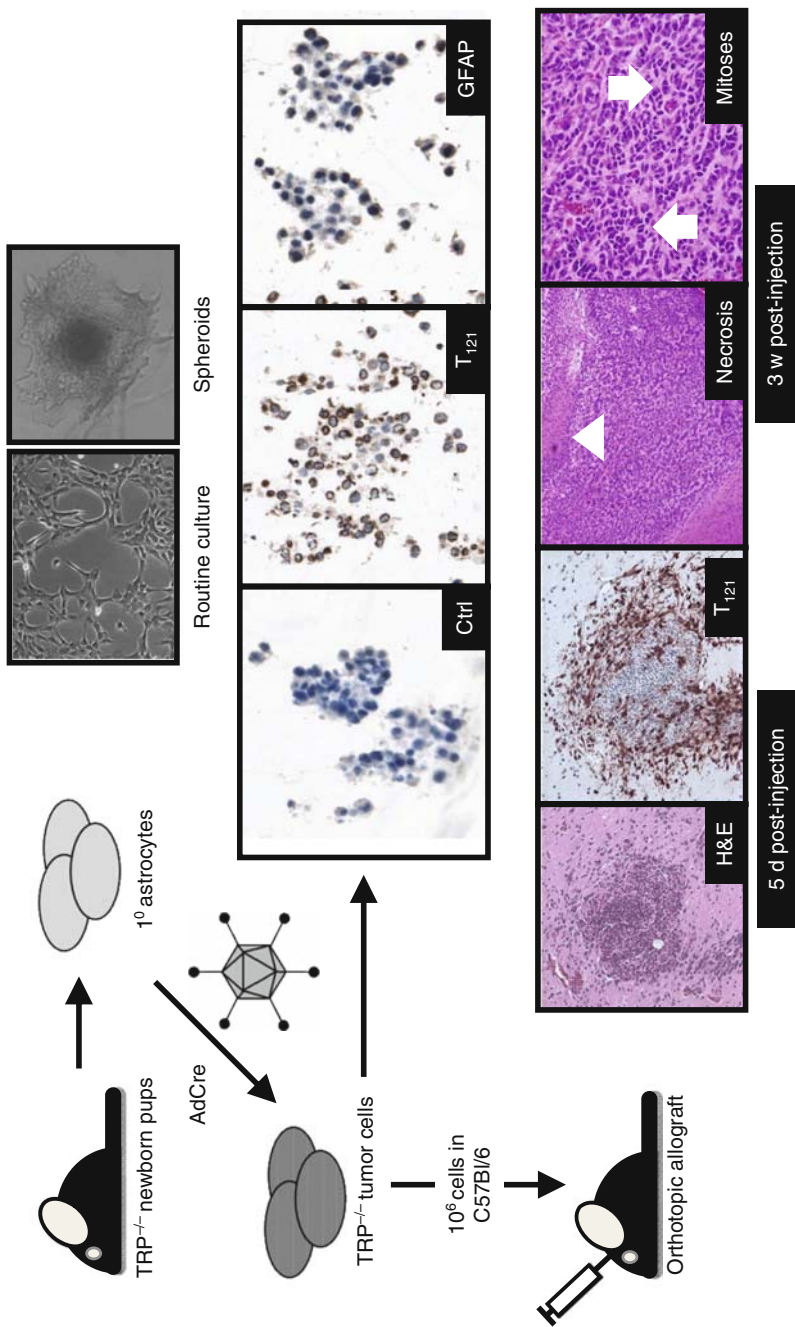 TRP–/– newborn pups
1⁰ astrocytes
Routine culture
Spheroids
AdCre
TRP–/– tumor cells
Ctrl
T₁₂₁
GFAP
10⁶ cells in
C57Bl/6
Orthotopic allograft
H&E
T₁₂₁
Necrosis
Mitoses
5 d post-injection
3 w post-injection